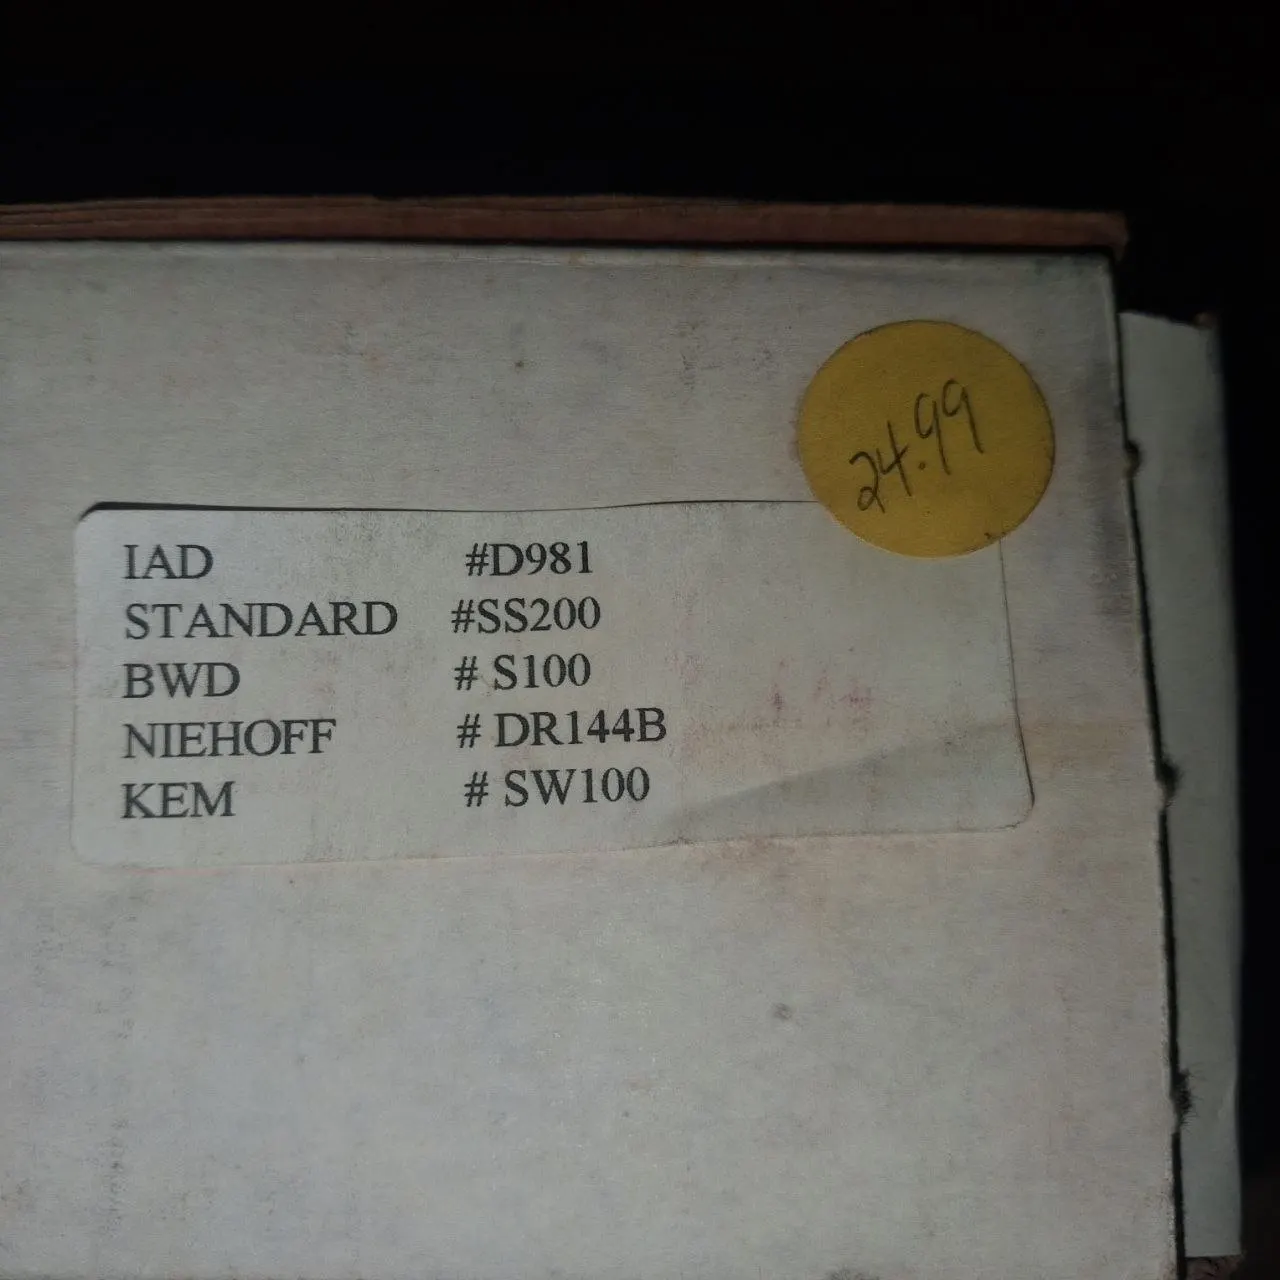 24.99
IAD #D981
STANDARD #SS200
BWD # S100
NIEHOFF # DR144B
KEM # SW100